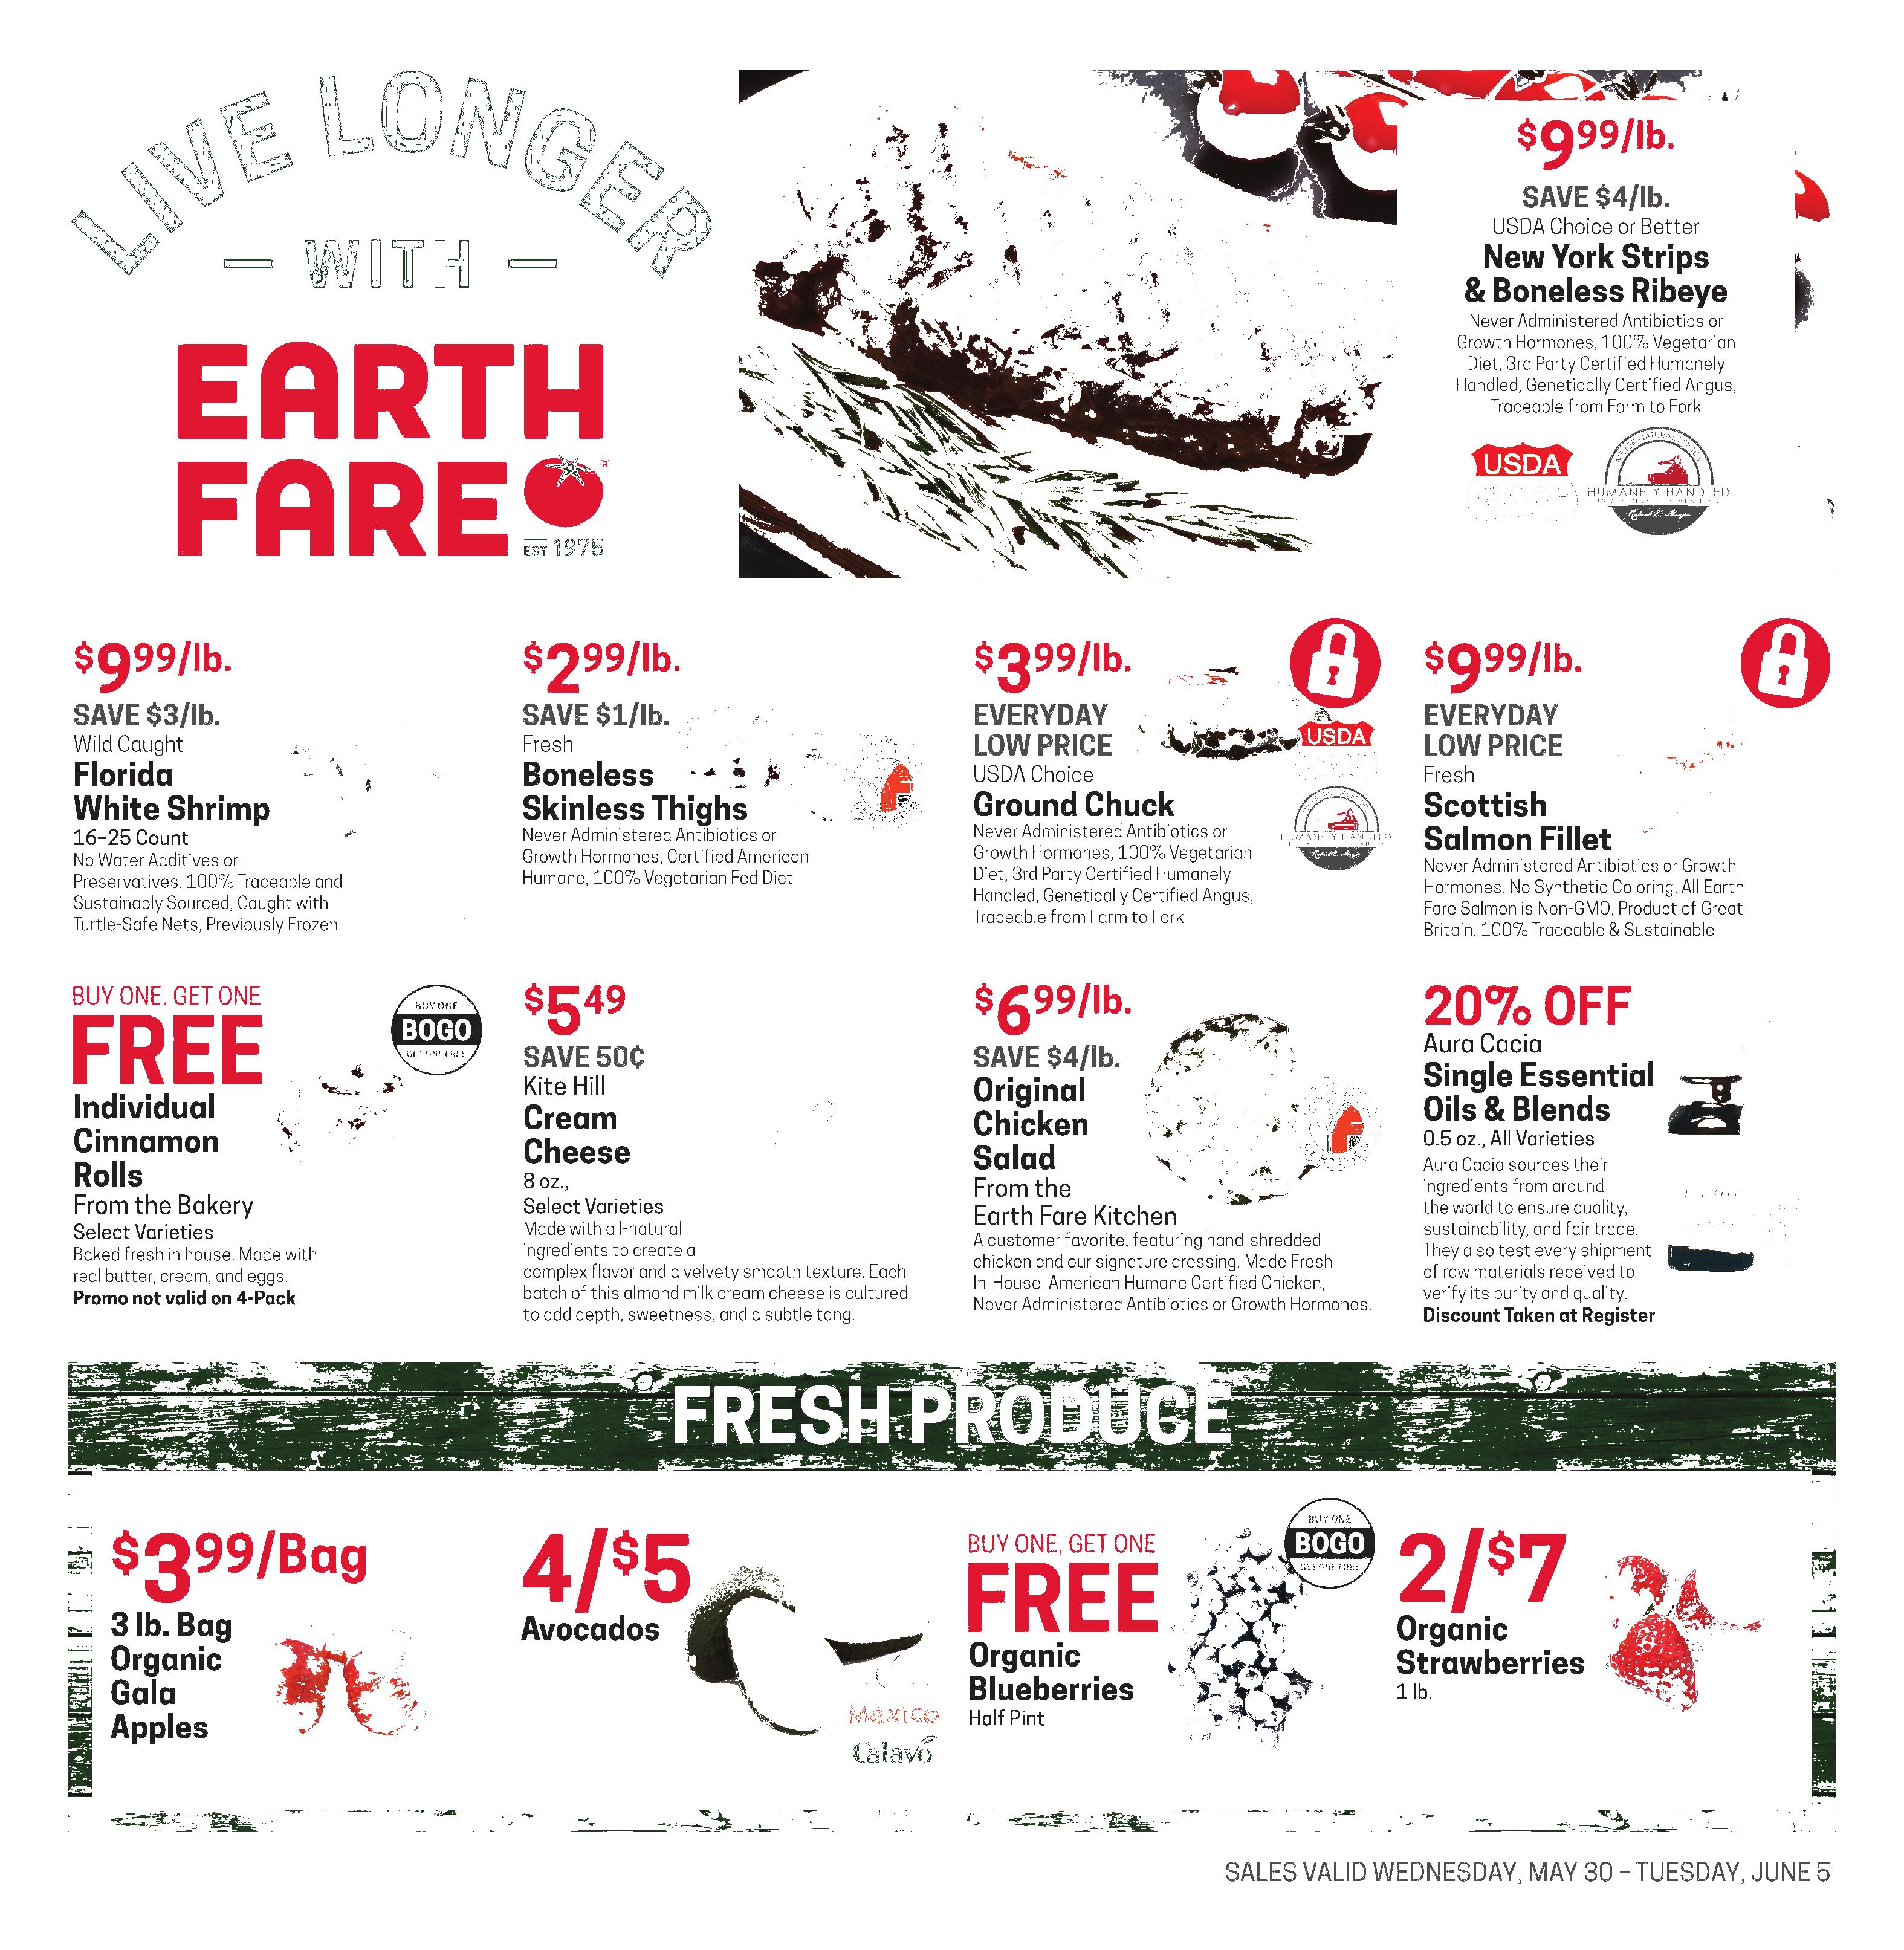 LIVE LONGER
WITH
EARTH
FARE
EST 1975
$9 99/lb.
SAVE $4/lb.
USDA Choice or Better
New York Strips
& Boneless Ribeye
Never Administered Antibiotics or
Growth Hormones, 100% Vegetarian
Diet, 3rd Party Certified Humanely
Handled, Genetically Certified Angus,
Traceable from Farm to Fork
USDA
HUMANELY HANDLED
$9 99/lb.
SAVE $3/lb.
Wild Caught
Florida
White Shrimp
16–25 Count
No Water Additives or
Preservatives, 100% Traceable and
Sustainably Sourced, Caught with
Turtle-Safe Nets, Previously Frozen
$2 99/lb.
SAVE $1/lb.
Fresh
Boneless
Skinless Thighs
Never Administered Antibiotics or
Growth Hormones, Certified American
Humane, 100% Vegetarian Fed Diet
$3 99/lb.
EVERYDAY
LOW PRICE
USDA Choice
Ground Chuck
Never Administered Antibiotics or
Growth Hormones, 100% Vegetarian
Diet, 3rd Party Certified Humanely
Handled, Genetically Certified Angus,
Traceable from Farm to Fork
USDA
HUMANELY HANDLED
$9 99/lb.
EVERYDAY
LOW PRICE
Fresh
Scottish
Salmon Fillet
Never Administered Antibiotics or Growth
Hormones, No Synthetic Coloring, All Earth
Fare Salmon is Non-GMO, Product of Great
Britain, 100% Traceable & Sustainable
BUY ONE, GET ONE
FREE
Individual
Cinnamon
Rolls
From the Bakery
Select Varieties
Baked fresh in house. Made with
real butter, cream, and eggs.
Promo not valid on 4-Pack
BUY ONE
BOGO
GET ONE FREE
$5 49
SAVE 50¢
Kite Hill
Cream
Cheese
8 oz.,
Select Varieties
Made with all-natural
ingredients to create a
complex flavor and a velvety smooth texture. Each
batch of this almond milk cream cheese is cultured
to add depth, sweetness, and a subtle tang.
$6 99/lb.
SAVE $4/lb.
Original
Chicken
Salad
From the
Earth Fare Kitchen
A customer favorite, featuring hand-shredded
chicken and our signature dressing. Made Fresh
In-House, American Humane Certified Chicken,
Never Administered Antibiotics or Growth Hormones.
20% OFF
Aura Cacia
Single Essential
Oils & Blends
0.5 oz., All Varieties
Aura Cacia sources their
ingredients from around
the world to ensure quality,
sustainability, and fair trade.
They also test every shipment
of raw materials received to
verify its purity and quality.
Discount Taken at Register
FRESH PRODUCE
$3 99/Bag
3 lb. Bag
Organic
Gala
Apples
4/$5
Avocados
Mexico
Calavo
BUY ONE, GET ONE
FREE
Organic
Blueberries
Half Pint
BUY ONE
BOGO
GET ONE FREE
2/$7
Organic
Strawberries
1 lb.
SALES VALID WEDNESDAY, MAY 30 – TUESDAY, JUNE 5